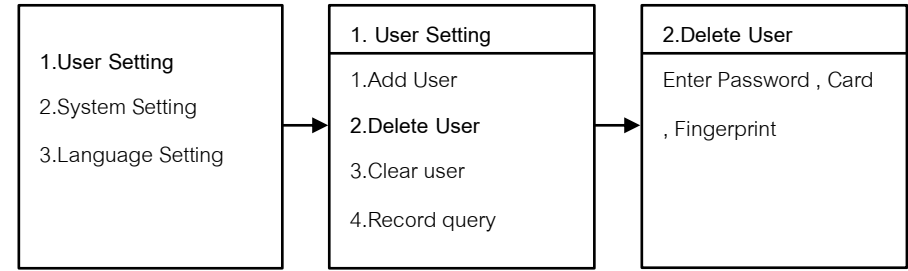 1.User Setting
2.System Setting
3.Language Setting
1. User Setting
1.Add User
2.Delete User
3.Clear user
4.Record query
2.Delete User
Enter Password , Card
, Fingerprint